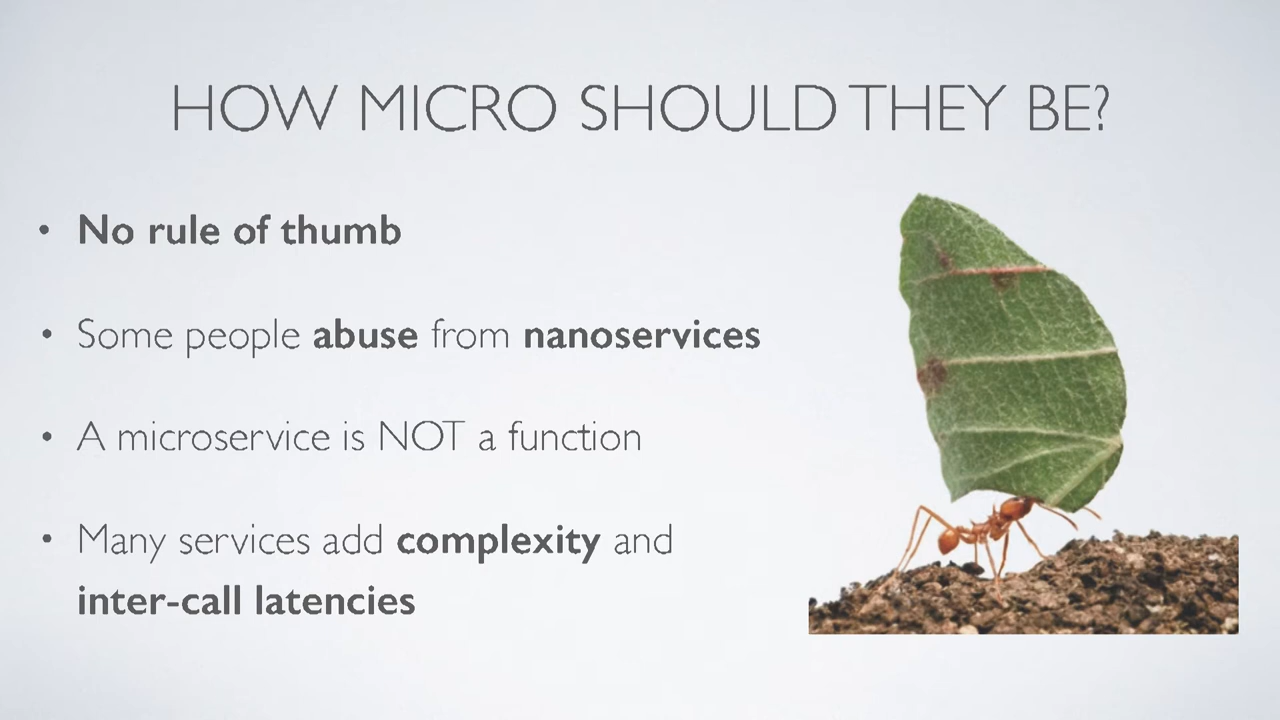 HOW MICRO SHOULD THEY BE?
• No rule of thumb
• Some people abuse from nanoservices
• A microservice is NOT a function
• Many services add complexity and
inter-call latencies